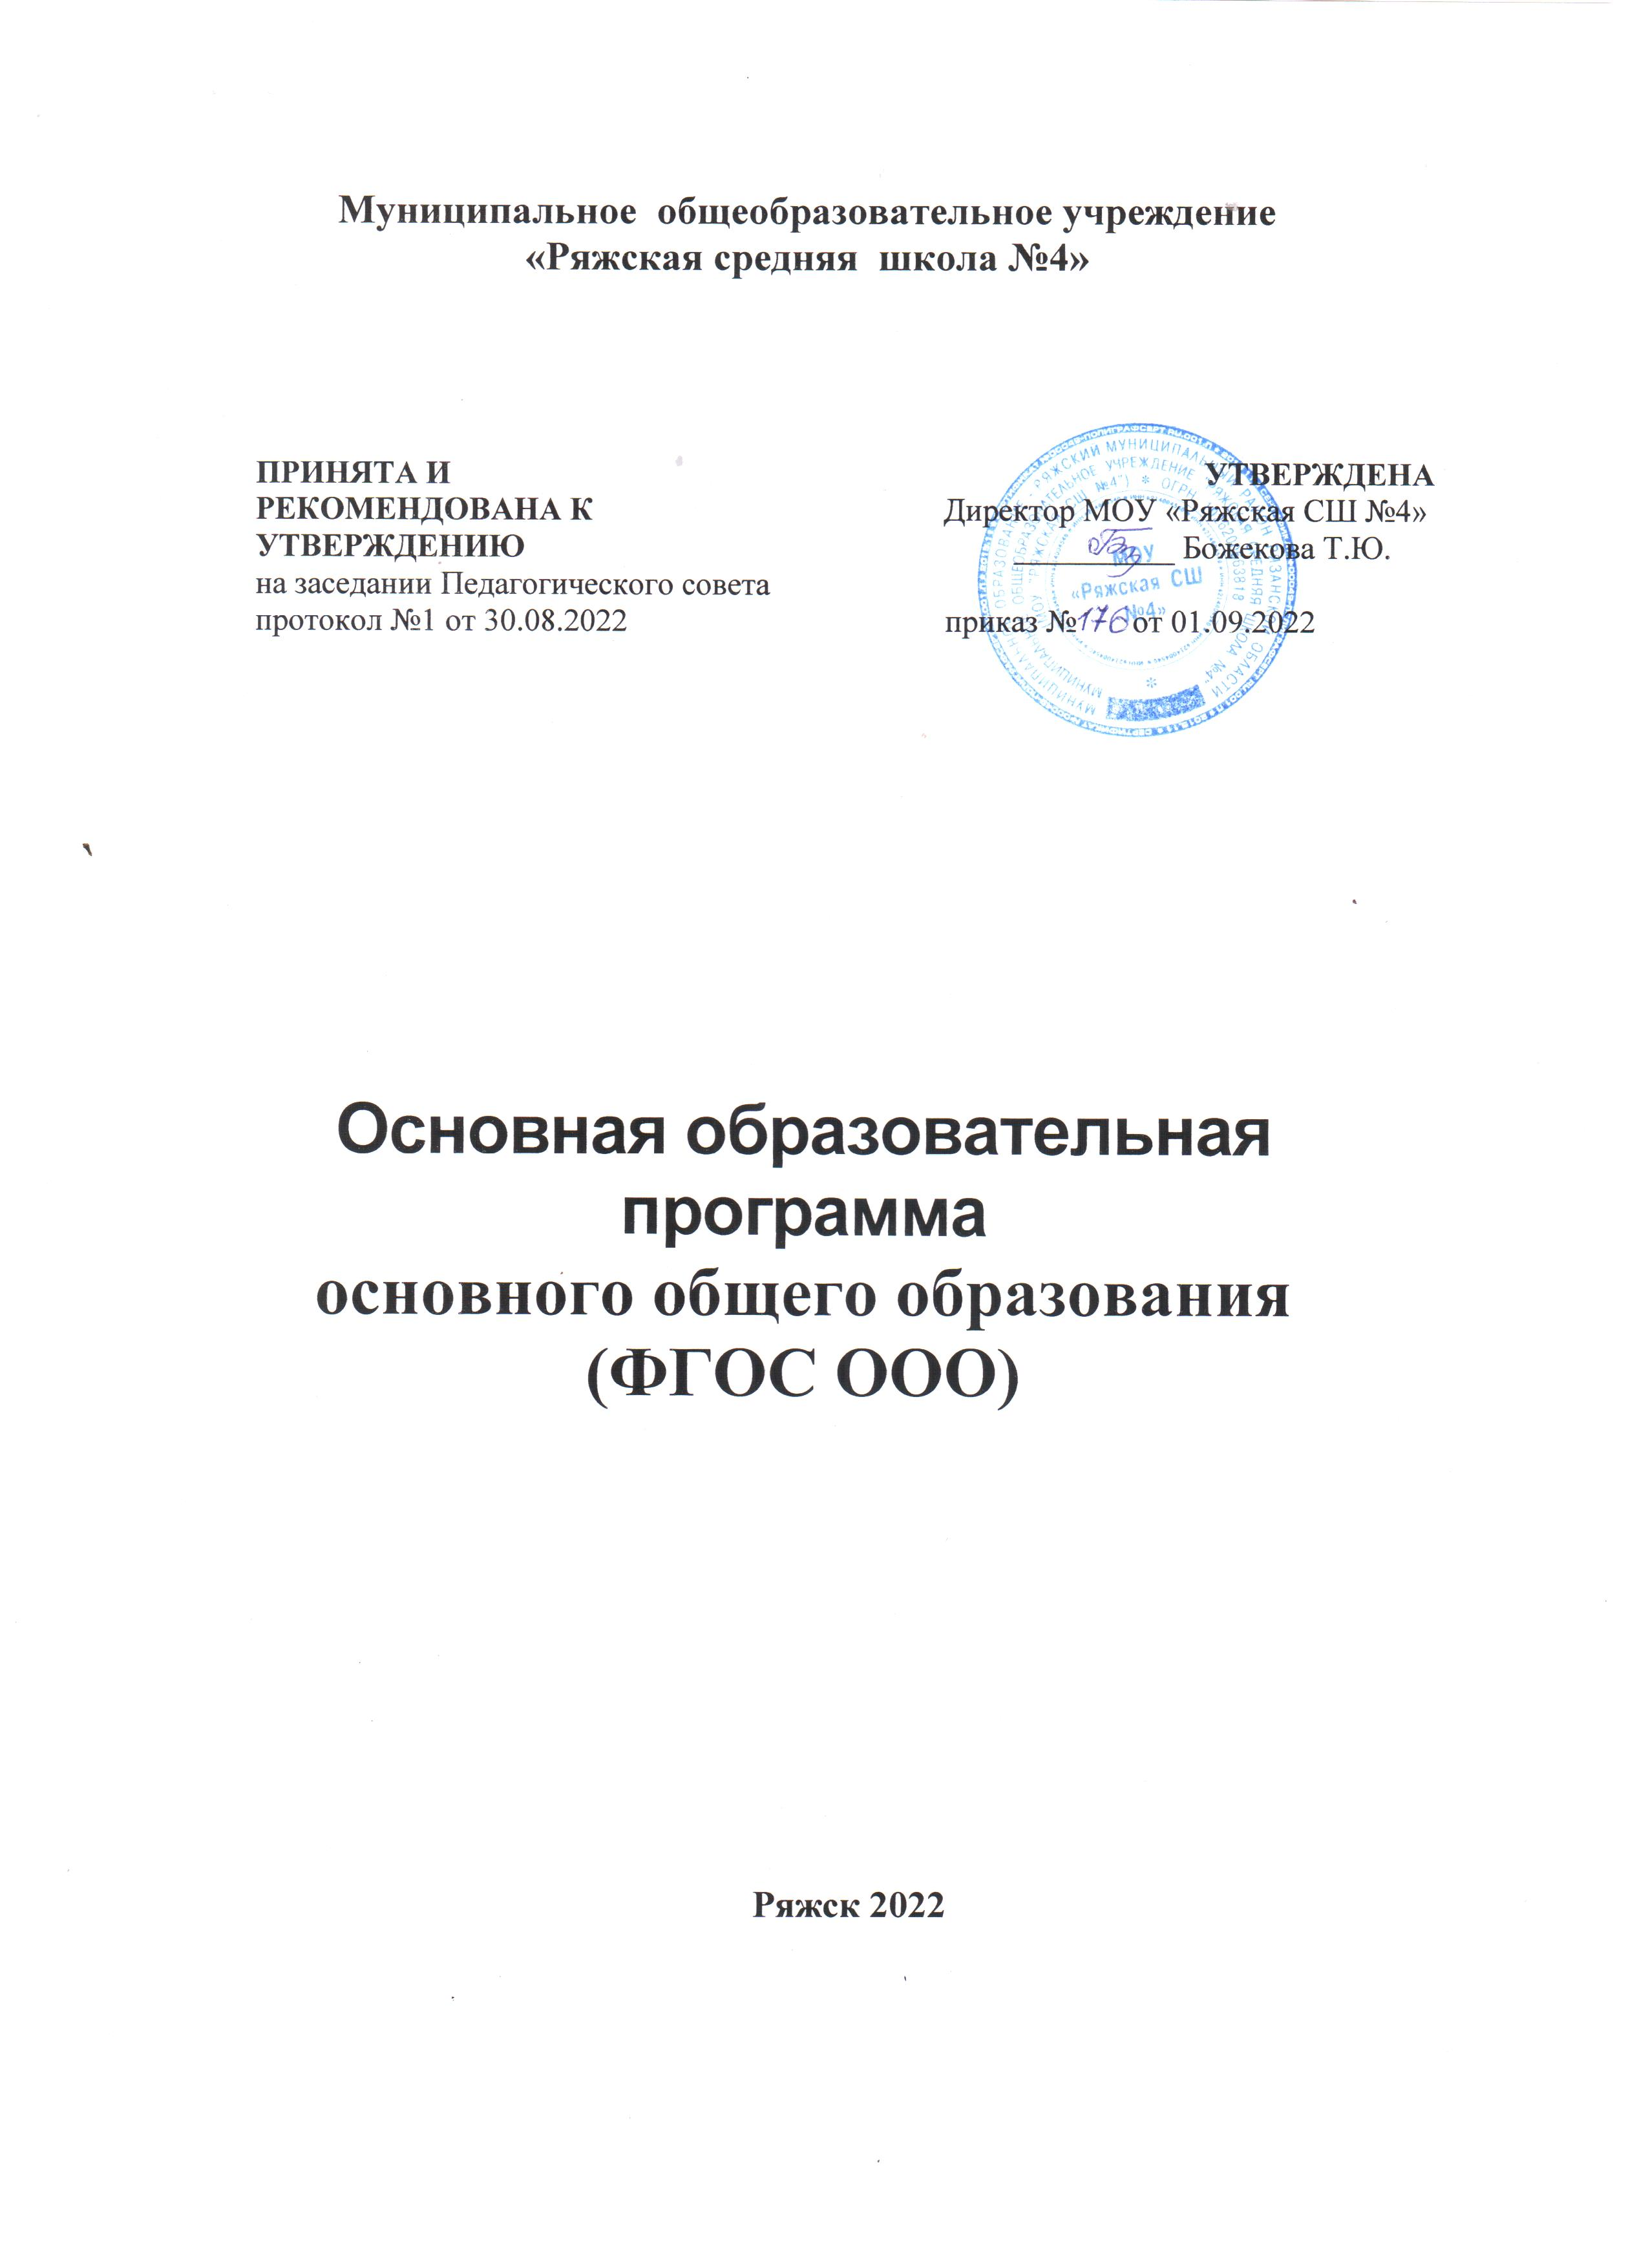 Муниципальное общеобразовательное учреждение
«Ряжская средняя школа №4»
ПРИНЯТА И
РЕКОМЕНДОВАНА К
УТВЕРЖДЕНИЮ
на заседании Педагогического совета
протокол №1 от 30.08.2022
УТВЕРЖДЕНА
Директор МОУ «Ряжская СШ №4»
Божекова Т.Ю.
приказ №176 от 01.09.2022
МОУ
«Ряжская СШ
№4»
Основная образовательная
программа
основного общего образования
(ФГОС ООО)
Ряжск 2022